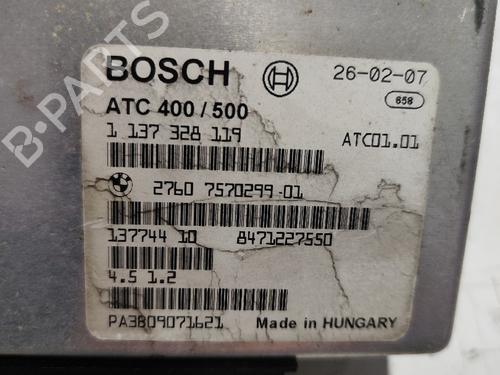 BOSCH 26-02-07
858
ATC 400 / 500
1 137 328 119 ATC01.01
2760 7570299-01
137744 10 8471227550
4.5 1.2
PA3809071621 Made in HUNGARY
B-PARTS